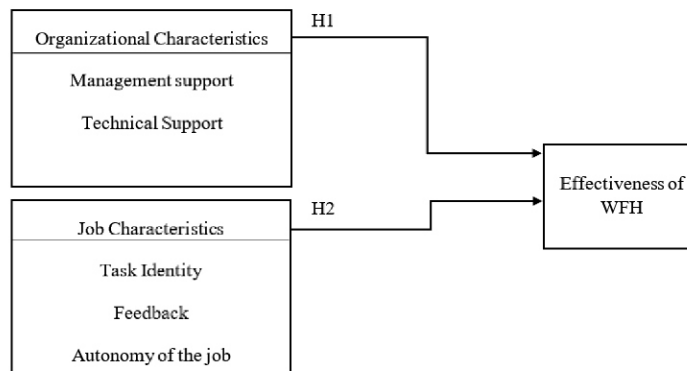 H1
Organizational Characteristics
Management support
Technical Support
Effectiveness of
WFH
H2
Job Characteristics
Task Identity
Feedback
Autonomy of the job